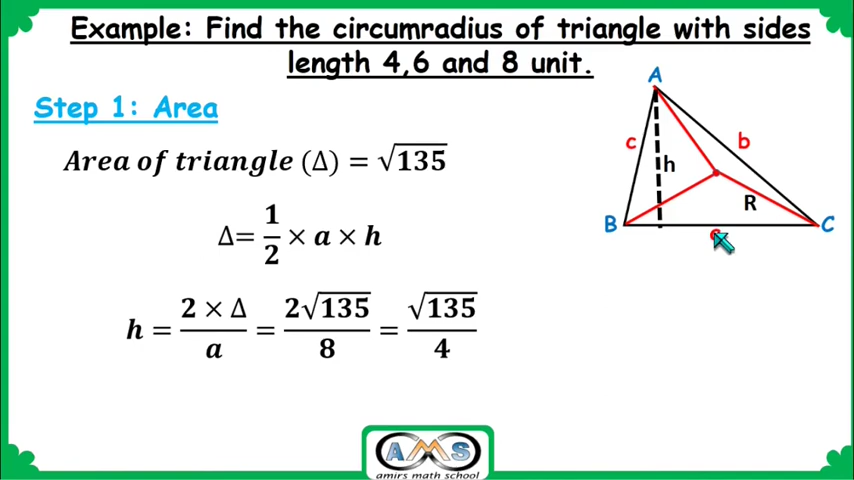 Example: Find the circumradius of triangle with sides
length 4,6 and 8 unit.
Step 1: Area
Area of triangle (Δ) = √135
Δ= 1/2 × a × h
h = (2 × Δ)/a = 2√135/8 = √135/4
A
c
b
h
R
B
C
AMS
amirs math school